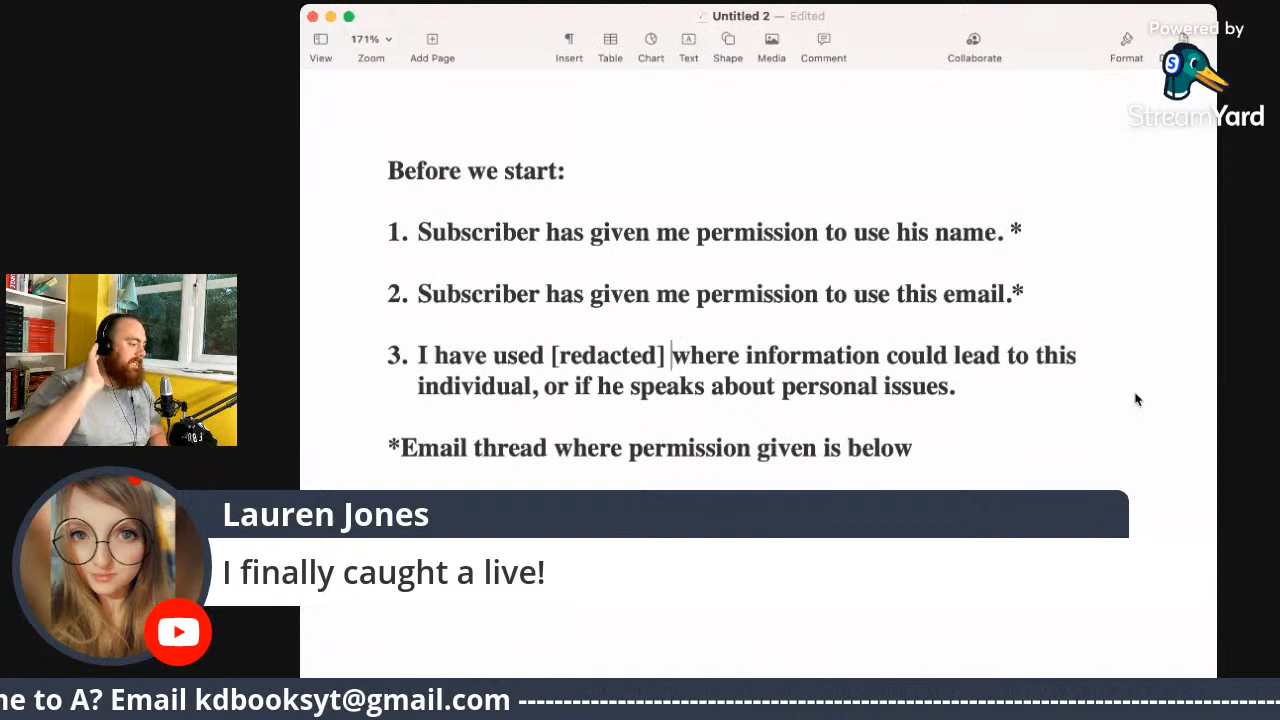 Untitled 2 — Edited
171%
View Zoom Add Page Insert Table Chart Text Shape Media Comment Collaborate Format
Powered by
StreamYard
Before we start:
1. Subscriber has given me permission to use his name. *
2. Subscriber has given me permission to use this email.*
3. I have used [redacted] where information could lead to this
individual, or if he speaks about personal issues.
*Email thread where permission given is below
Lauren Jones
I finally caught a live!
ne to A? Email kdbooksyt@gmail.com ----------------------------------------